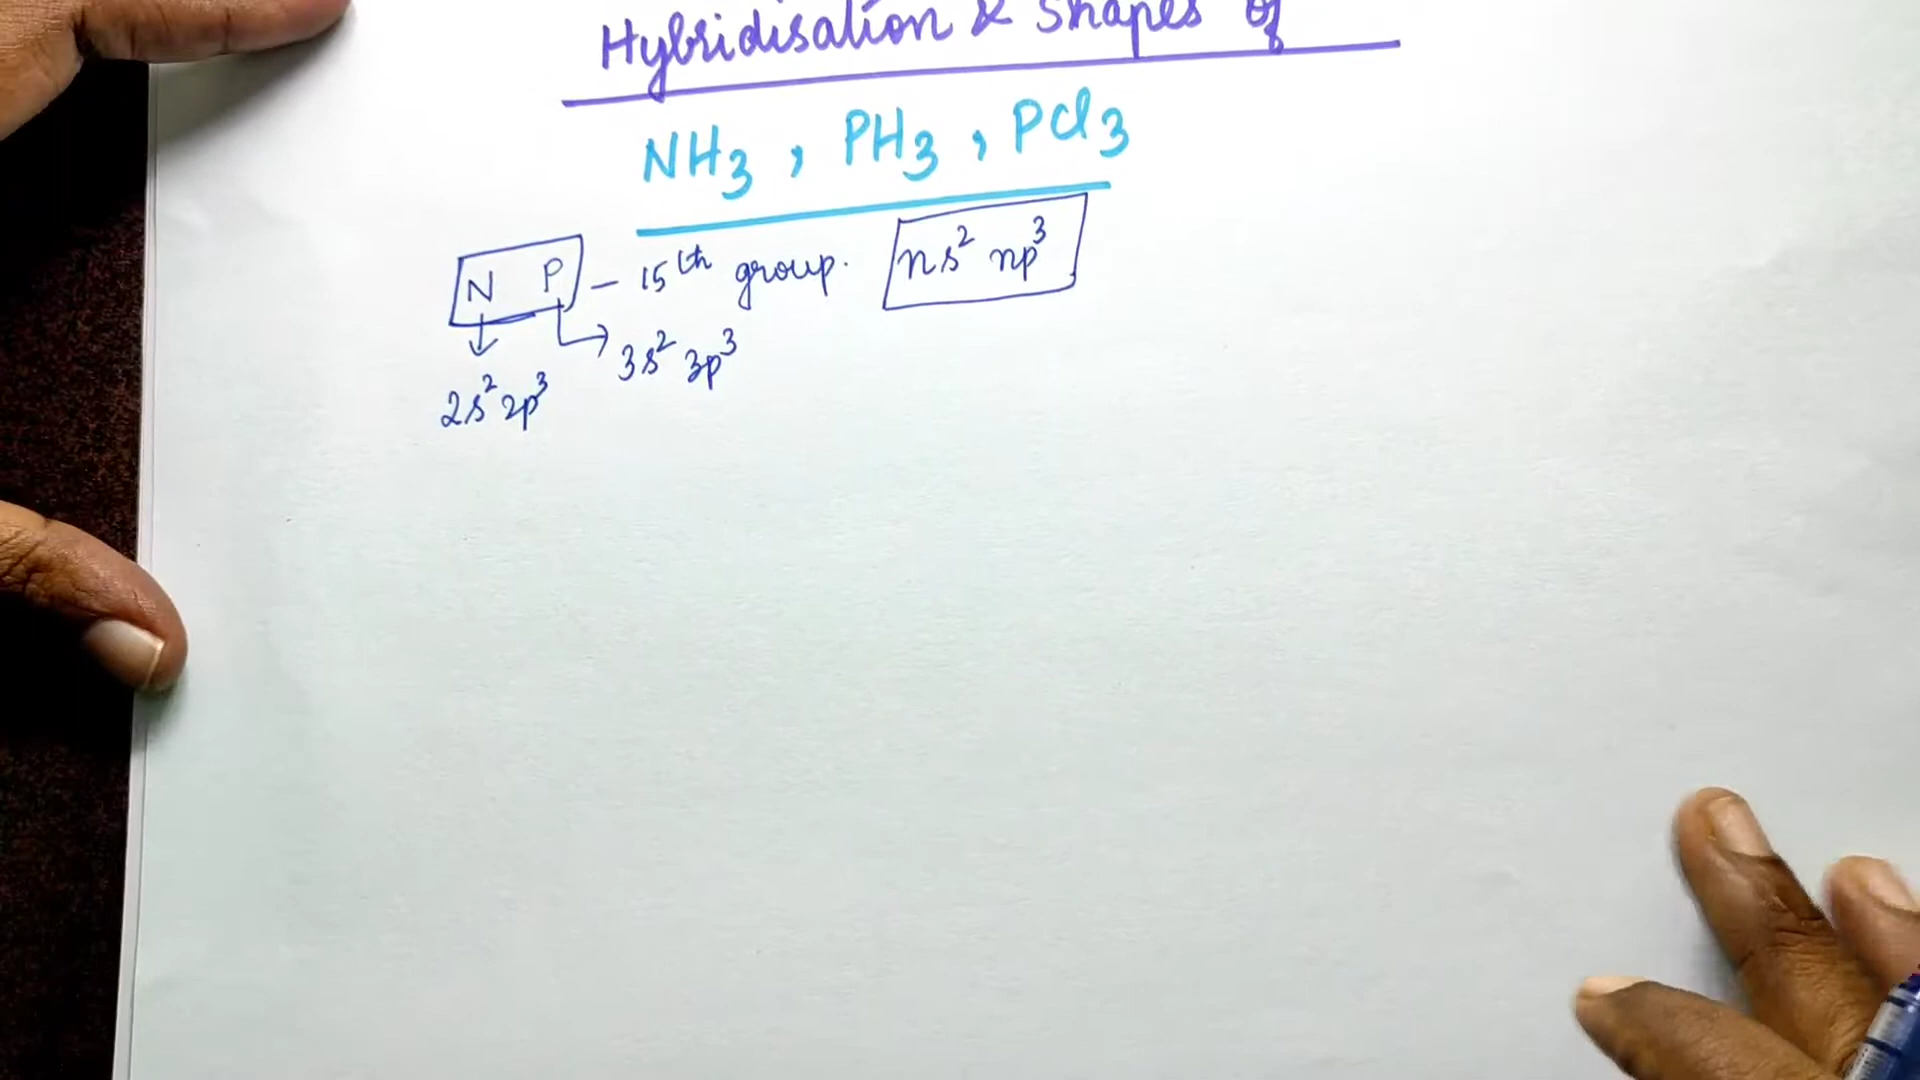 Hybridisation & Shapes of
NH₃, PH₃, PCl₃
N P – 15ᵗʰ group. ns² np³
3s² 3p³
2s² 2p³